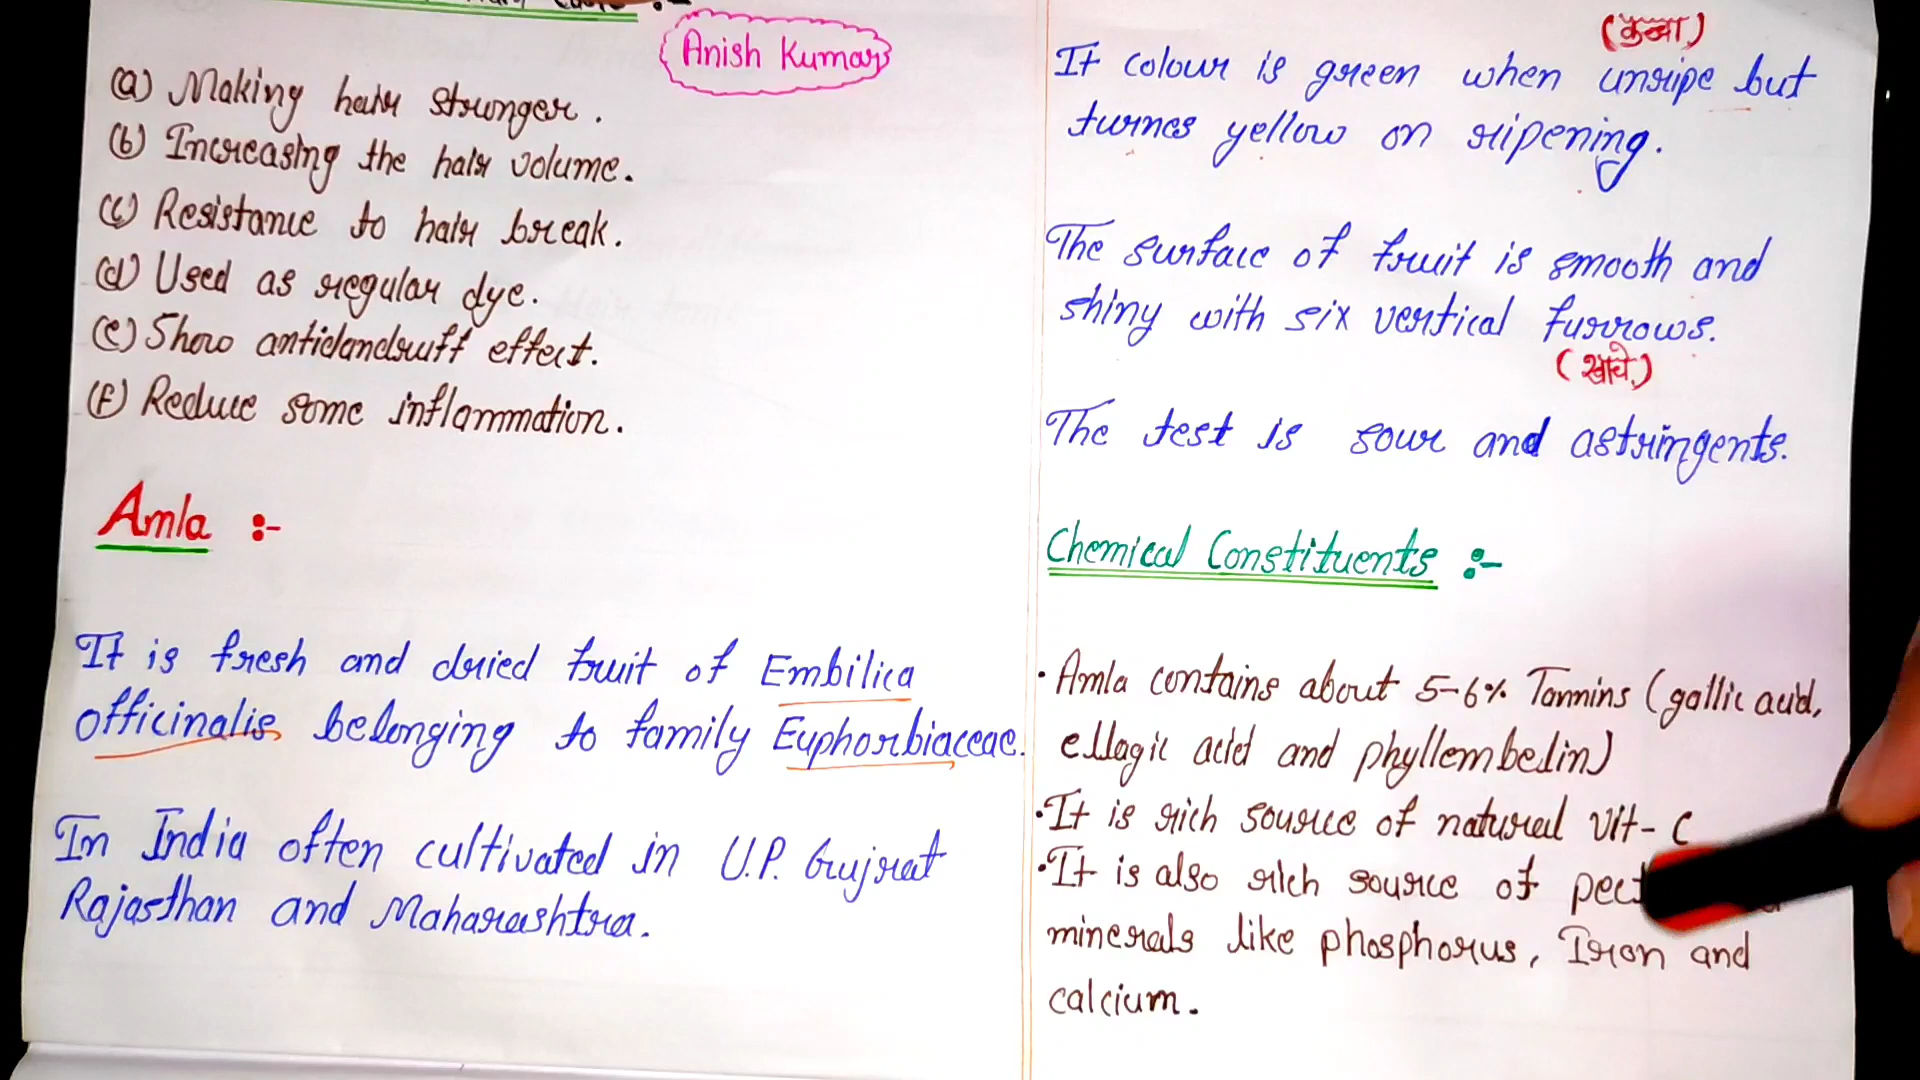 Anish Kumar
(a) Making hair stronger.
(b) Increasing the hair volume.
(c) Resistance to hair break.
(d) Used as regular dye.
(e) Show antidandruff effect.
(f) Reduce some inflammation.
Amla :-
It is fresh and dried fruit of Embilica
officinalis belonging to family Euphorbiaceae.
In India often cultivated in U.P. Gujrat
Rajasthan and Maharashtra.
(कच्चा)
It colour is green when unripe but
turnes yellow on ripening.
The surface of fruit is smooth and
shiny with six vertical furrows.
(खांचे)
The test is sour and astringents.
Chemical Constituents :-
• Amla contains about 5-6% Tannins (gallic acid,
ellagic acid and phyllembelin)
• It is rich source of natural vit- C
• It is also rich source of
minerals like phosphorus, Iron and
calcium.